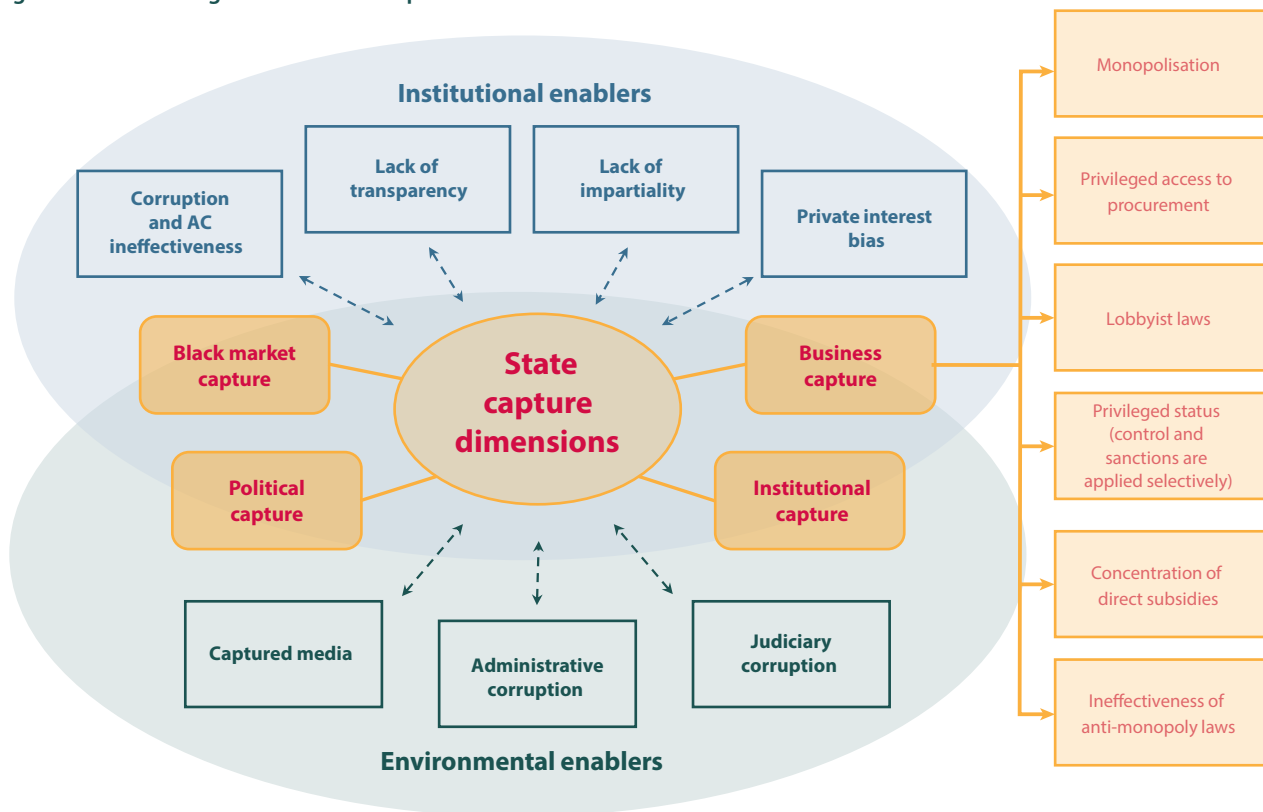 Institutional enablers
Corruption
and AC
ineffectiveness
Lack of
transparency
Lack of
impartiality
Private interest
bias
Black market
capture
State
capture
dimensions
Business
capture
Political
capture
Institutional
capture
Captured media
Administrative
corruption
Judiciary
corruption
Environmental enablers
Monopolisation
Privileged access to
procurement
Lobbyist laws
Privileged status
(control and
sanctions are
applied selectively)
Concentration of
direct subsidies
Ineffectiveness of
anti-monopoly laws